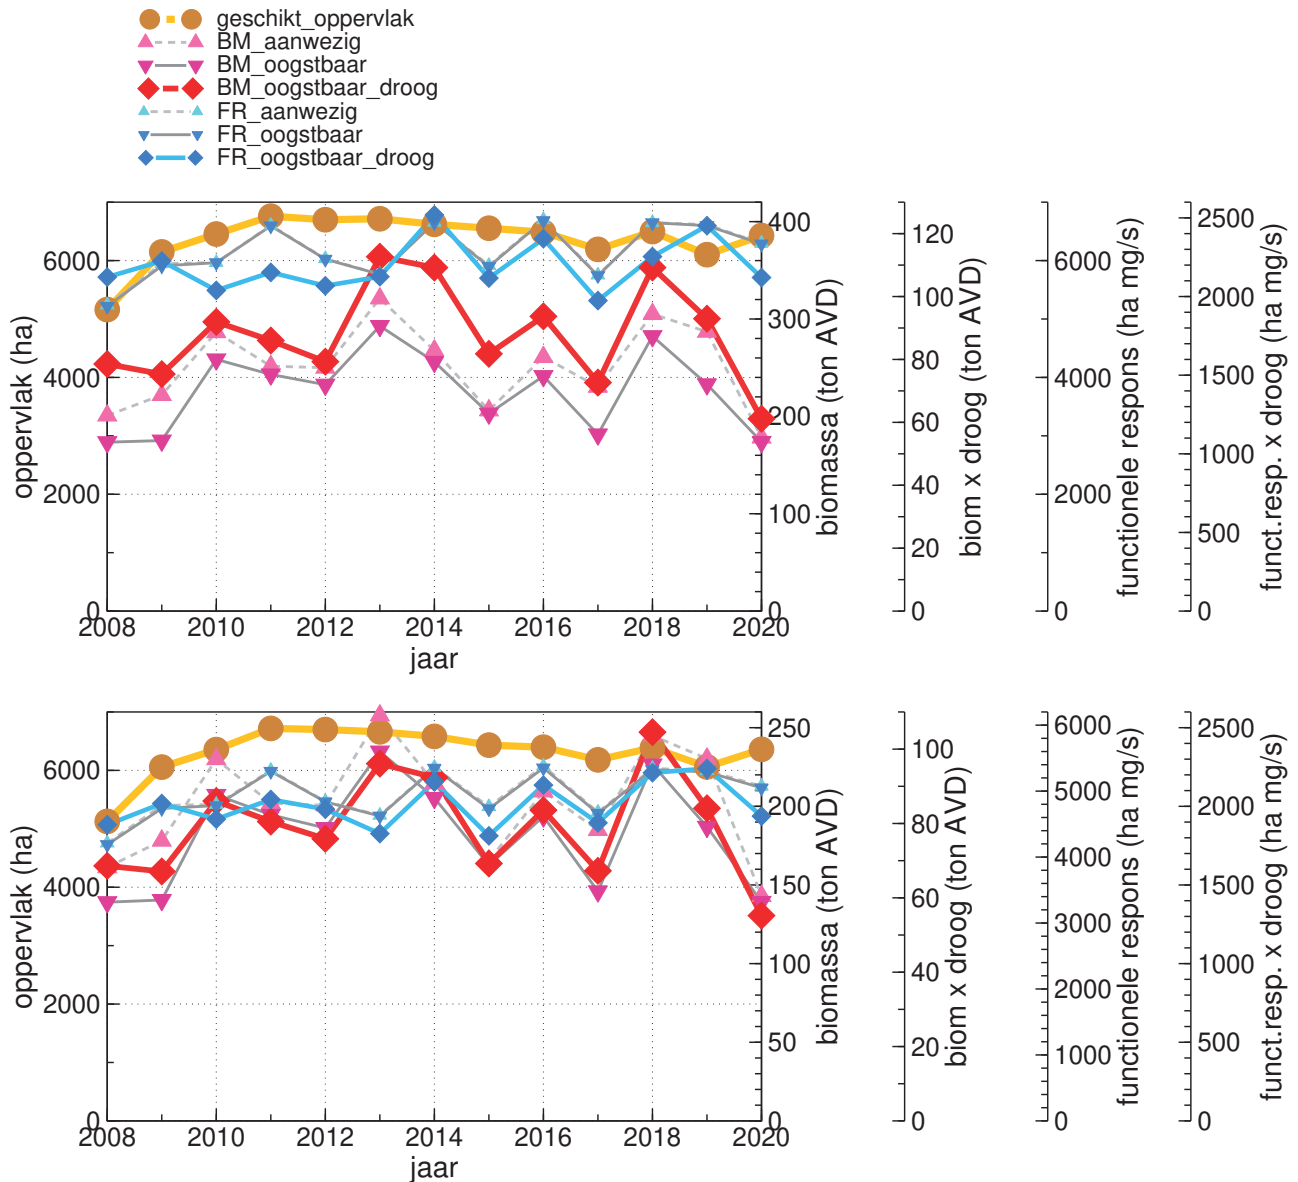 geschikt_oppervlak
BM_aanwezig
BM_oogstbaar
BM_oogstbaar_droog
FR_aanwezig
FR_oogstbaar
FR_oogstbaar_droog
oppervlak (ha)
6000
4000
2000
0
2008 2010 2012 2014 2016 2018 2020
jaar
400
300
200
100
0
biomassa (ton AVD)
120
100
80
60
40
20
0
biom x droog (ton AVD)
6000
4000
2000
0
functionele respons (ha mg/s)
2500
2000
1500
1000
500
0
funct.resp. x droog (ha mg/s)
oppervlak (ha)
6000
4000
2000
0
2008 2010 2012 2014 2016 2018 2020
jaar
250
200
150
100
50
0
biomassa (ton AVD)
100
80
60
40
20
0
biom x droog (ton AVD)
6000
5000
4000
3000
2000
1000
0
functionele respons (ha mg/s)
2500
2000
1500
1000
500
0
funct.resp. x droog (ha mg/s)